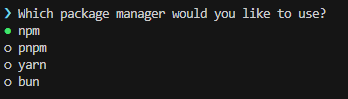 ❯ Which package manager would you like to use?
● npm
○ pnpm
○ yarn
○ bun